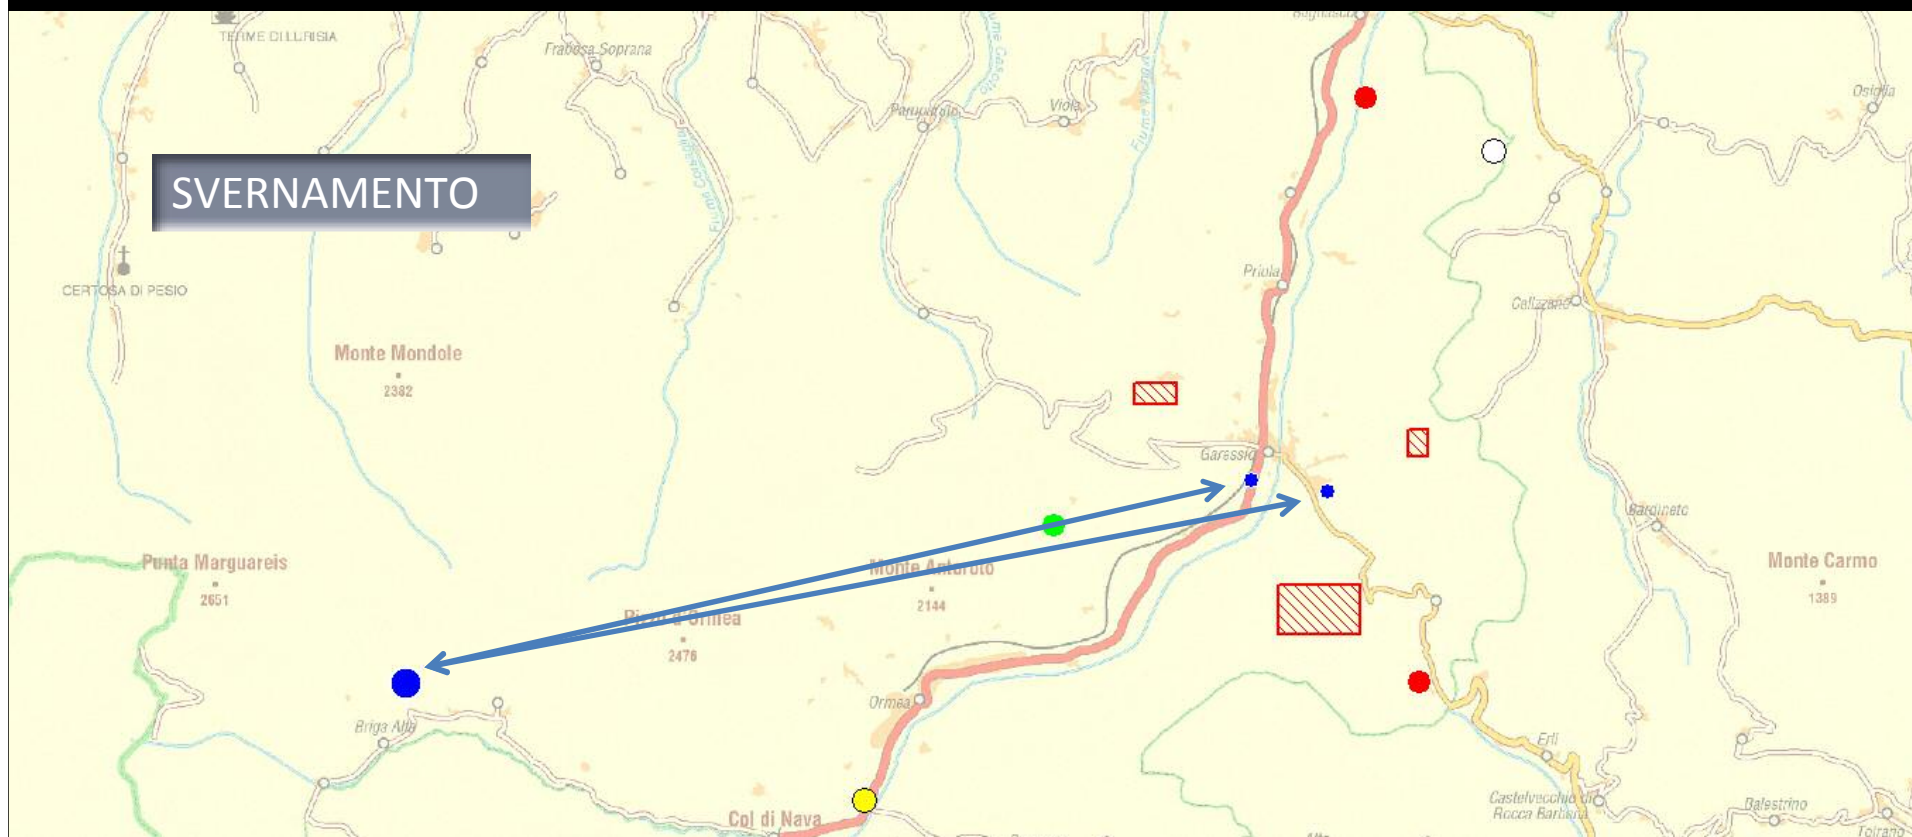 Bagnasco
TERME DI LURISIA
Frabosa Soprana
Fiume Casotto
Viola
Pamparato
Osiglia
SVERNAMENTO
CERTOSA DI PESIO
Priola
Calizzano
Monte Mondole
2382
Garessio
Bardineto
Punta Marguareis
2651
Monte Antoroto
2144
Monte Carmo
1389
Pizzo d'Ormea
2476
Ormea
Briga Alta
Erli
Castelvecchio di
Rocca Barbena
Balestrino
Col di Nava
Toirano